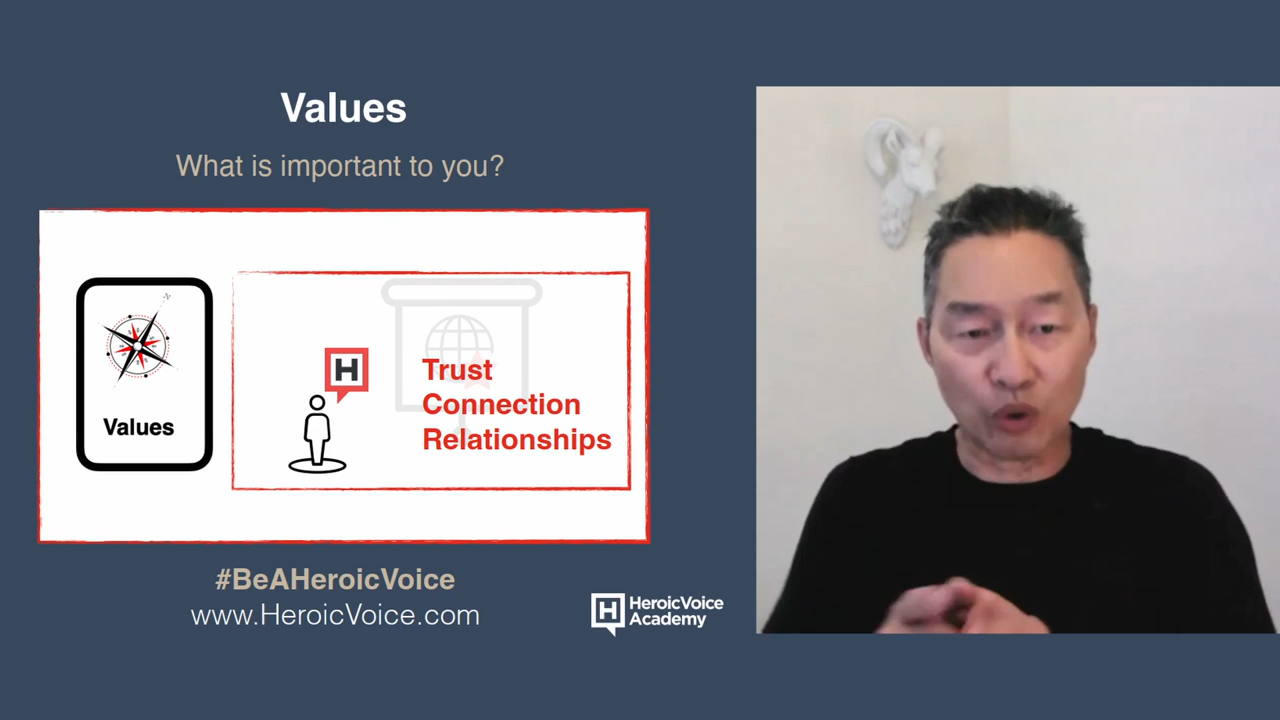 Values
What is important to you?
N
Values
H
Trust
Connection
Relationships
#BeAHeroicVoice
www.HeroicVoice.com
H
HeroicVoice
Academy